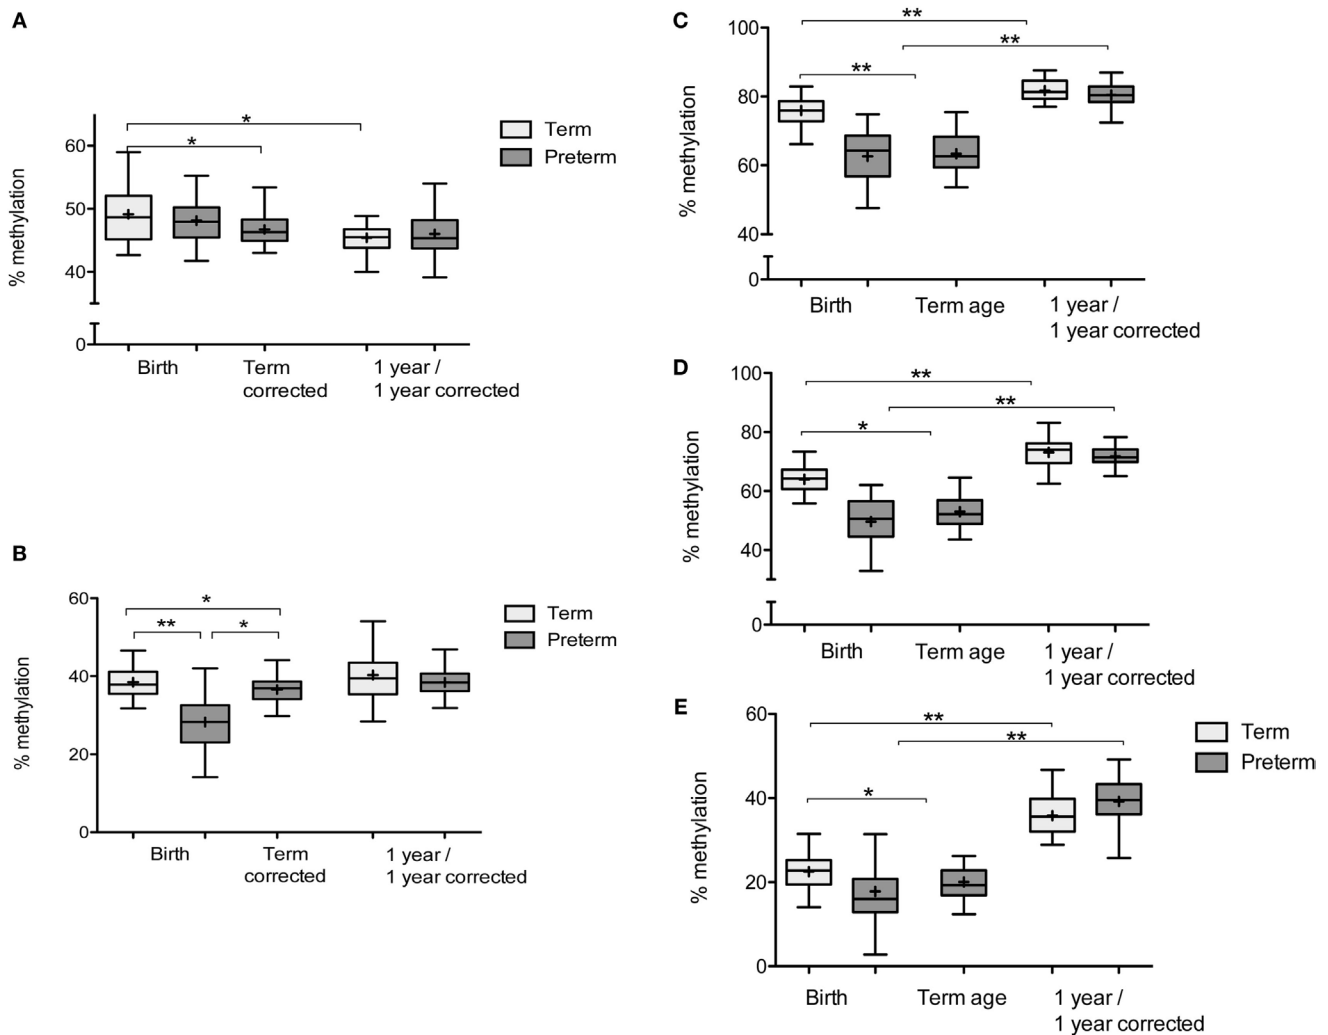 A
% methylation
60
50
40
0
*
*
Term
Preterm
Birth
Term
corrected
1 year /
1 year corrected
B
% methylation
60
40
20
0
*
**
*
Term
Preterm
Birth
Term
corrected
1 year /
1 year corrected
C
% methylation
100
80
60
40
0
**
**
**
Birth
Term age
1 year /
1 year corrected
D
% methylation
100
80
60
40
0
**
**
*
Birth
Term age
1 year /
1 year corrected
E
% methylation
60
40
20
0
**
**
*
Term
Preterm
Birth
Term age
1 year /
1 year corrected